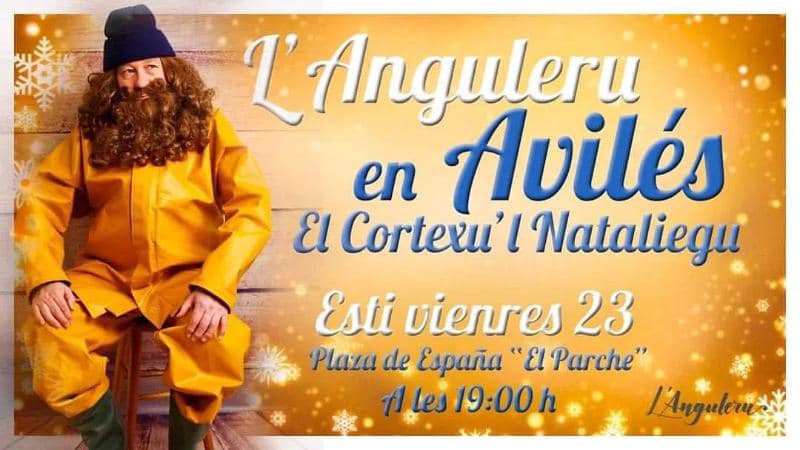 L'Anguleru
en Avilés
El Cortexu'l Nataliegu
Esti vienres 23
Plaza de España "El Parche"
A les 19:00 h
L'Anguleru